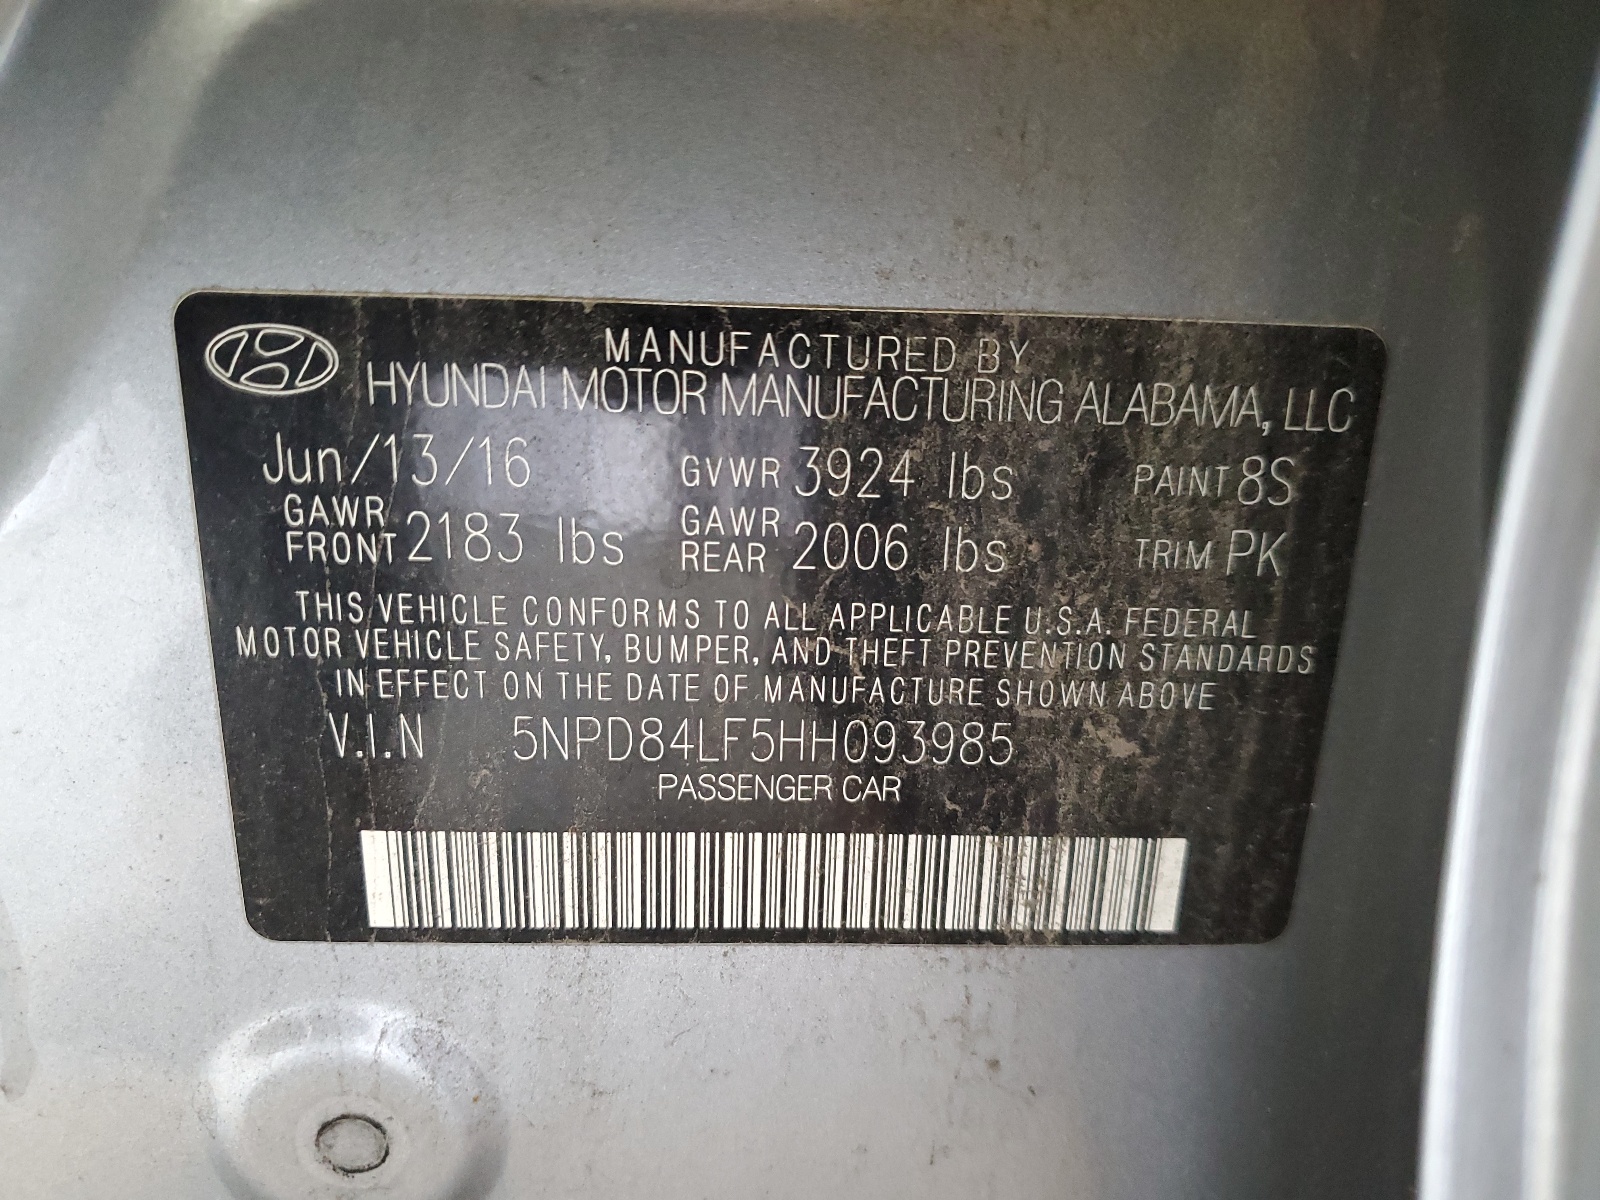 MANUFACTURED BY
HYUNDAI MOTOR MANUFACTURING ALABAMA, LLC
Jun/13/16 GVWR 3924 lbs PAINT 8S
GAWR FRONT 2183 lbs GAWR REAR 2006 lbs TRIM PK
THIS VEHICLE CONFORMS TO ALL APPLICABLE U.S.A. FEDERAL
MOTOR VEHICLE SAFETY, BUMPER, AND THEFT PREVENTION STANDARDS
IN EFFECT ON THE DATE OF MANUFACTURE SHOWN ABOVE
V.I.N 5NPD84LF5HH093985
PASSENGER CAR